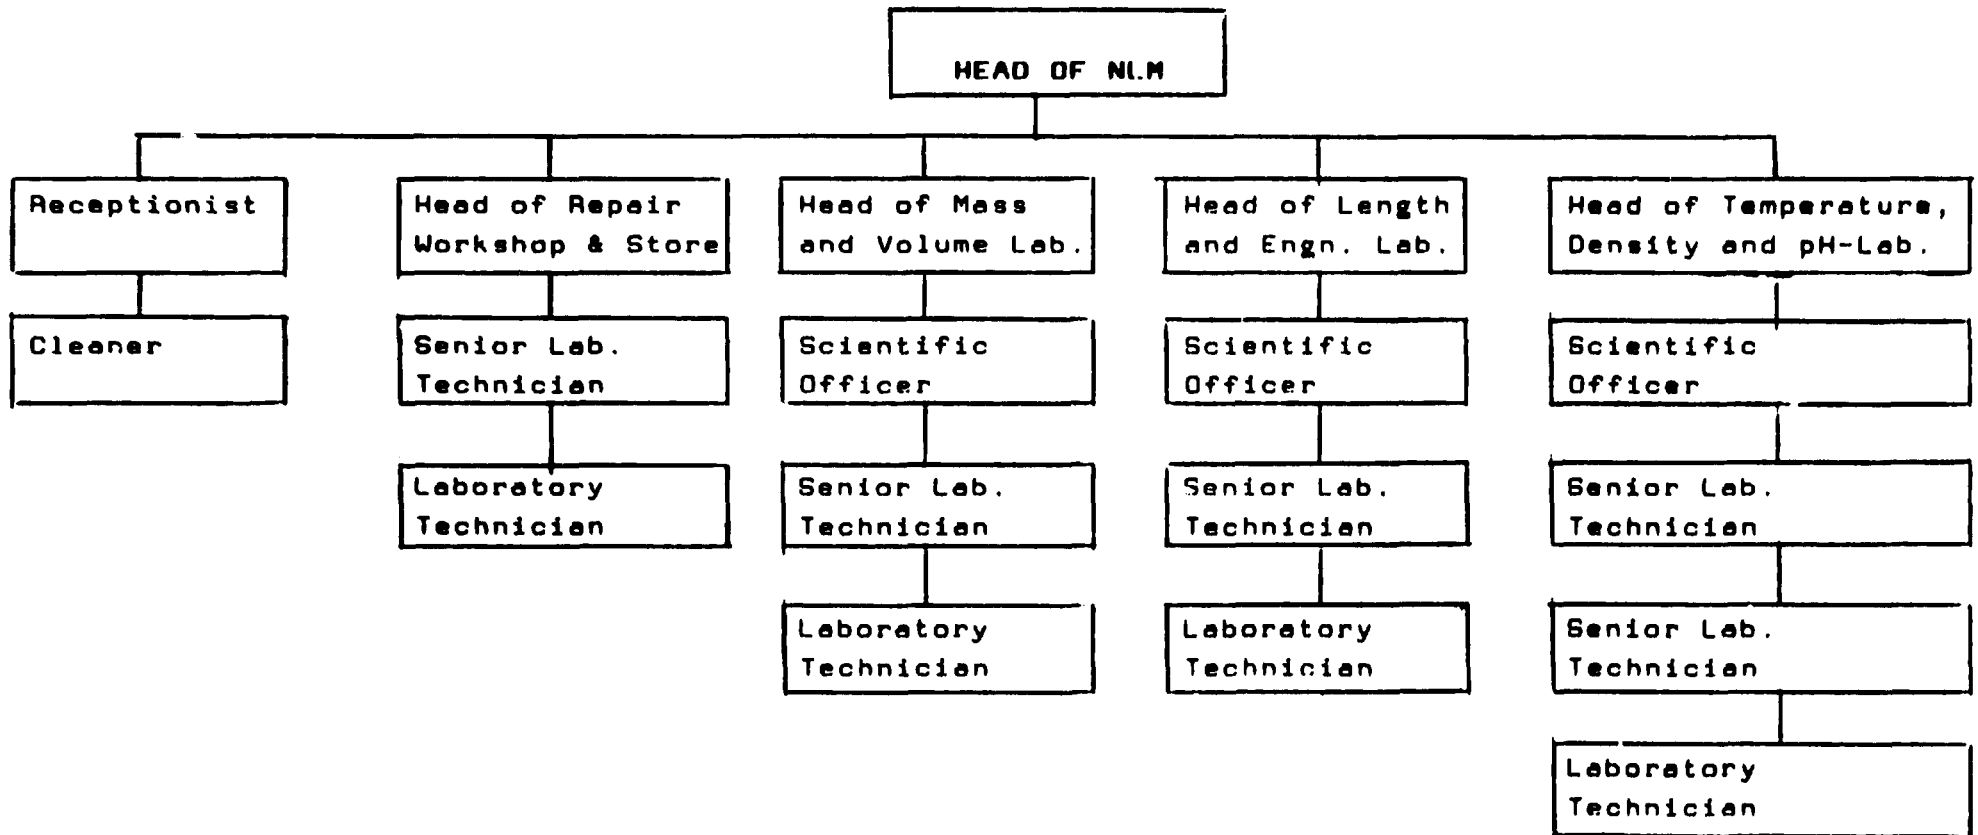 HEAD OF NL.M
Receptionist
Cleaner
Head of Repair
Workshop & Store
Senior Lab.
Technician
Laboratory
Technician
Head of Mass
and Volume Lab.
Scientific
Officer
Senior Lab.
Technician
Laboratory
Technician
Head of Length
and Engn. Lab.
Scientific
Officer
Senior Lab.
Technician
Laboratory
Technician
Head of Temperature,
Density and pH-Lab.
Scientific
Officer
Senior Lab.
Technician
Senior Lab.
Technician
Laboratory
Technician